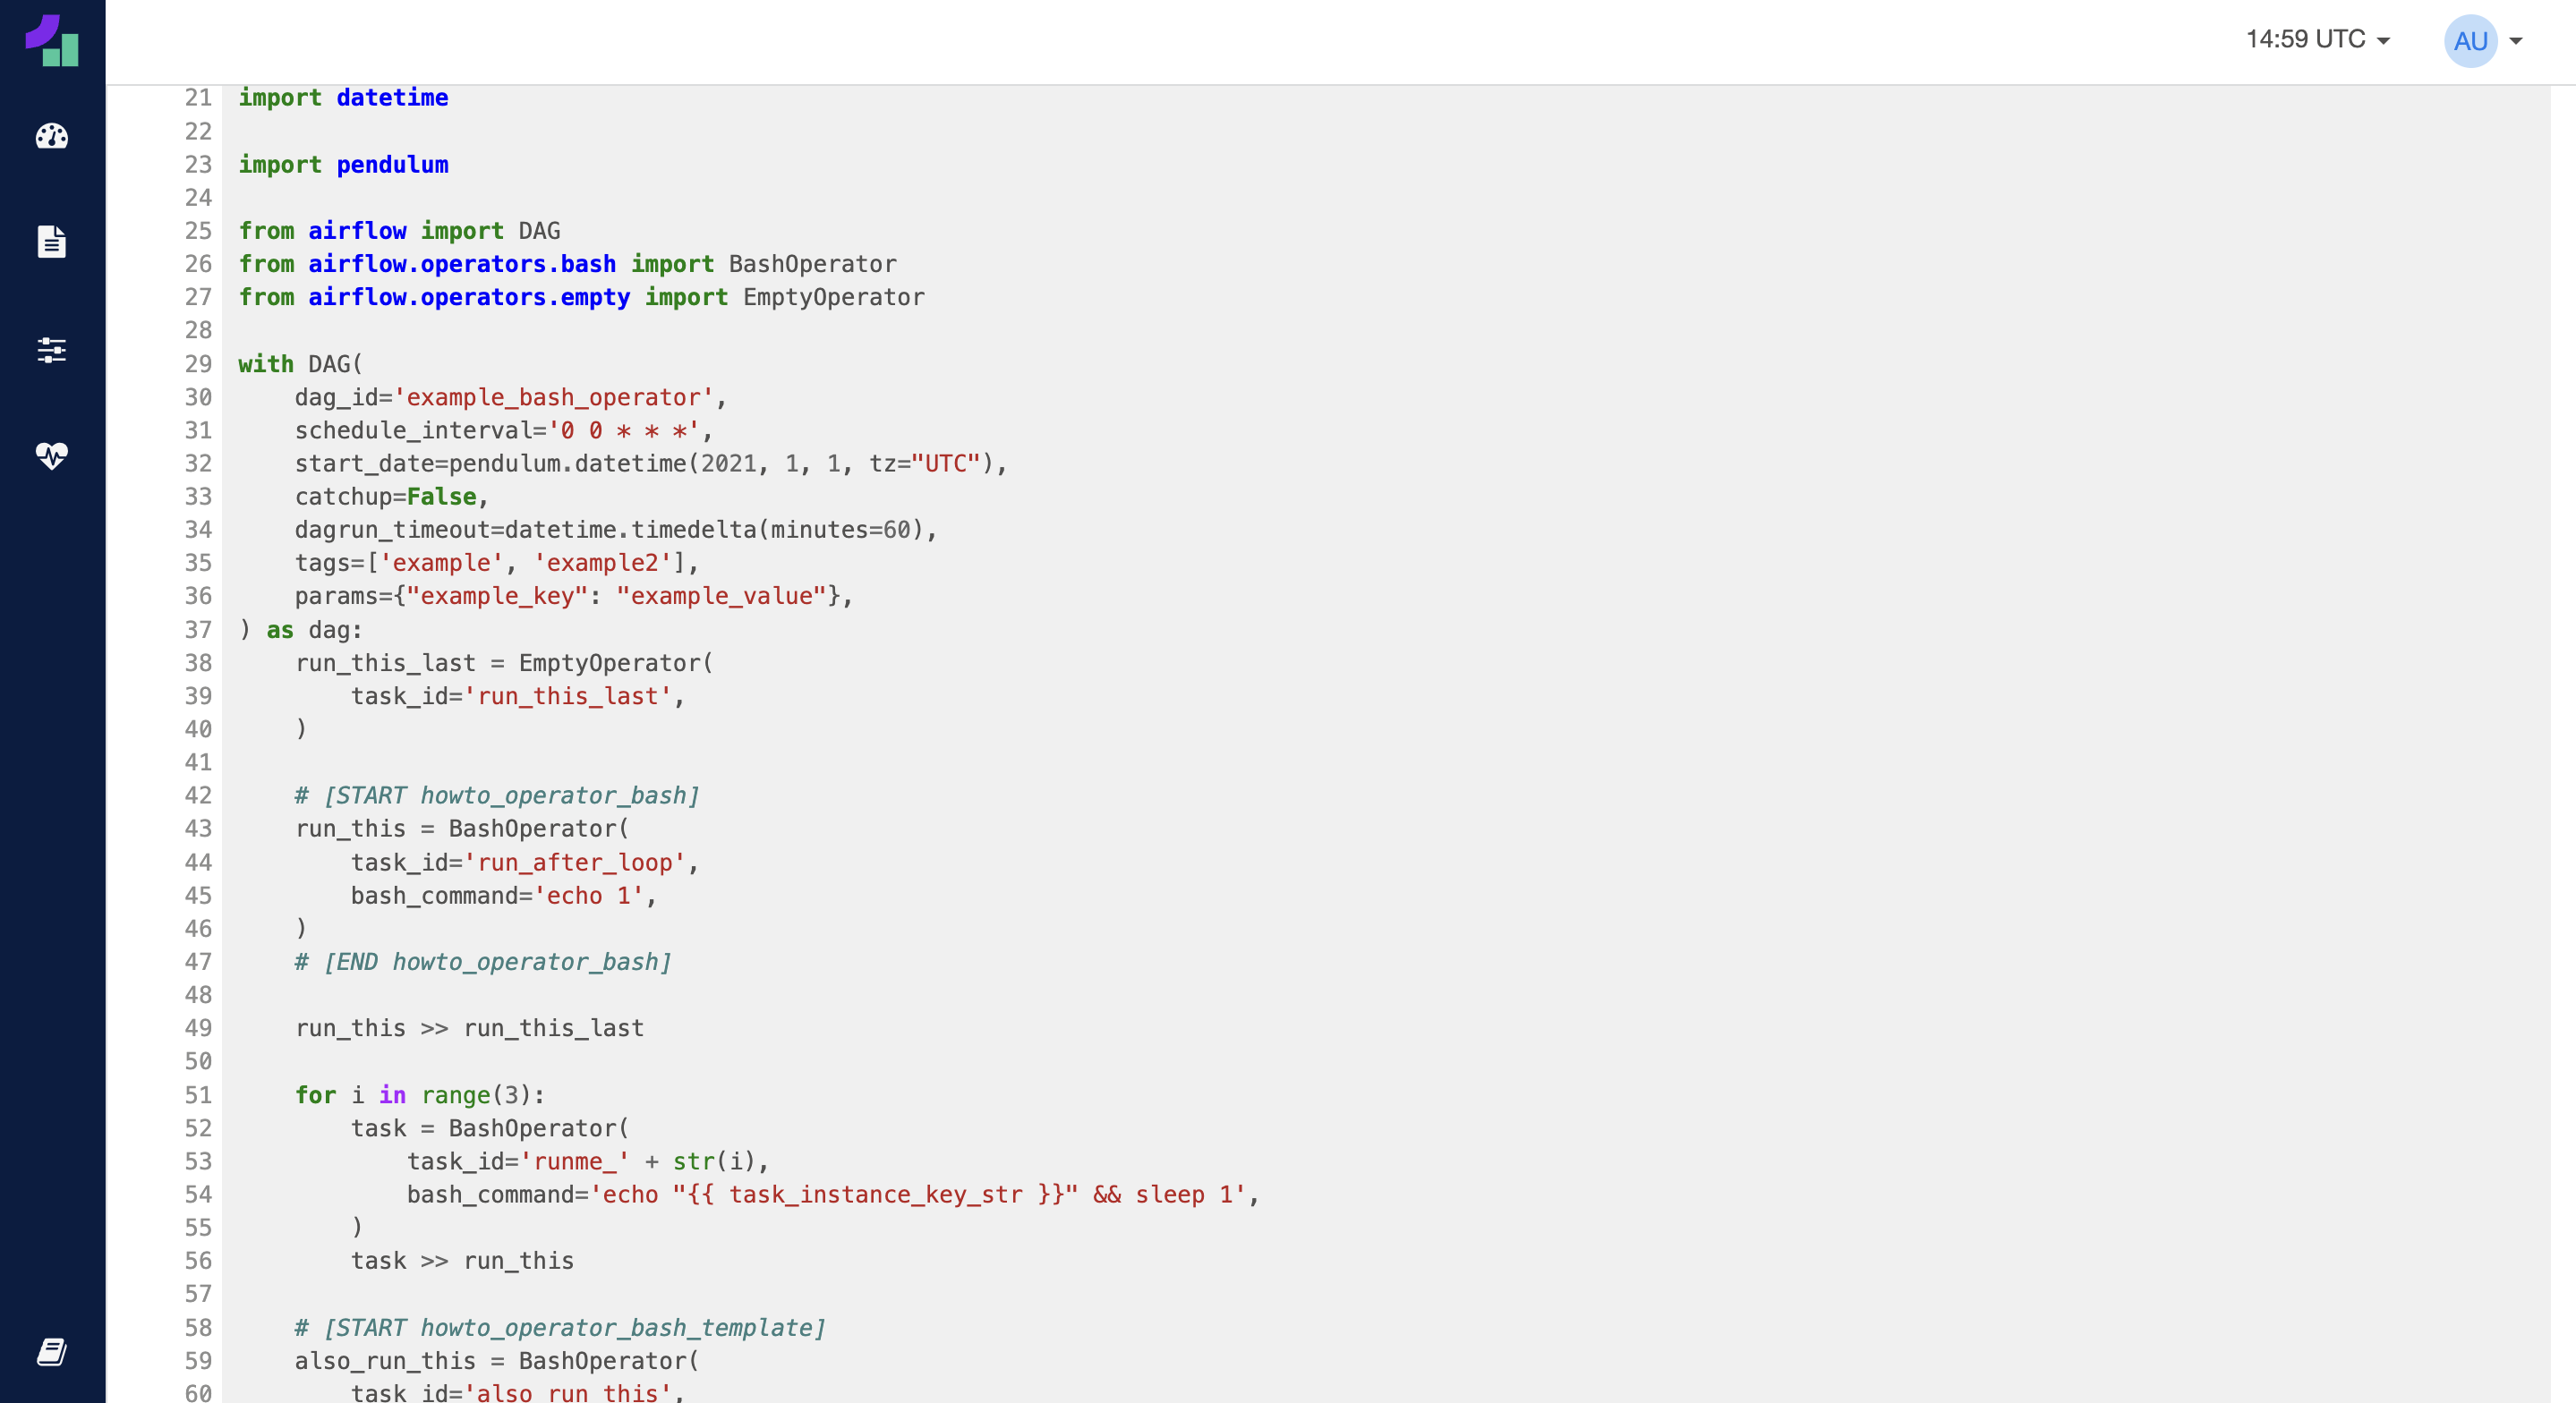 14:59 UTC
AU
21 import datetime
22
23 import pendulum
24
25 from airflow import DAG
26 from airflow.operators.bash import BashOperator
27 from airflow.operators.empty import EmptyOperator
28
29 with DAG(
30     dag_id='example_bash_operator',
31     schedule_interval='0 0 * * *',
32     start_date=pendulum.datetime(2021, 1, 1, tz="UTC"),
33     catchup=False,
34     dagrun_timeout=datetime.timedelta(minutes=60),
35     tags=['example', 'example2'],
36     params={"example_key": "example_value"},
37 ) as dag:
38     run_this_last = EmptyOperator(
39         task_id='run_this_last',
40     )
41
42     # [START howto_operator_bash]
43     run_this = BashOperator(
44         task_id='run_after_loop',
45         bash_command='echo 1',
46     )
47     # [END howto_operator_bash]
48
49     run_this >> run_this_last
50
51     for i in range(3):
52         task = BashOperator(
53             task_id='runme_' + str(i),
54             bash_command='echo "{{ task_instance_key_str }}" && sleep 1',
55         )
56         task >> run_this
57
58     # [START howto_operator_bash_template]
59     also_run_this = BashOperator(
60         task_id='also_run_this',